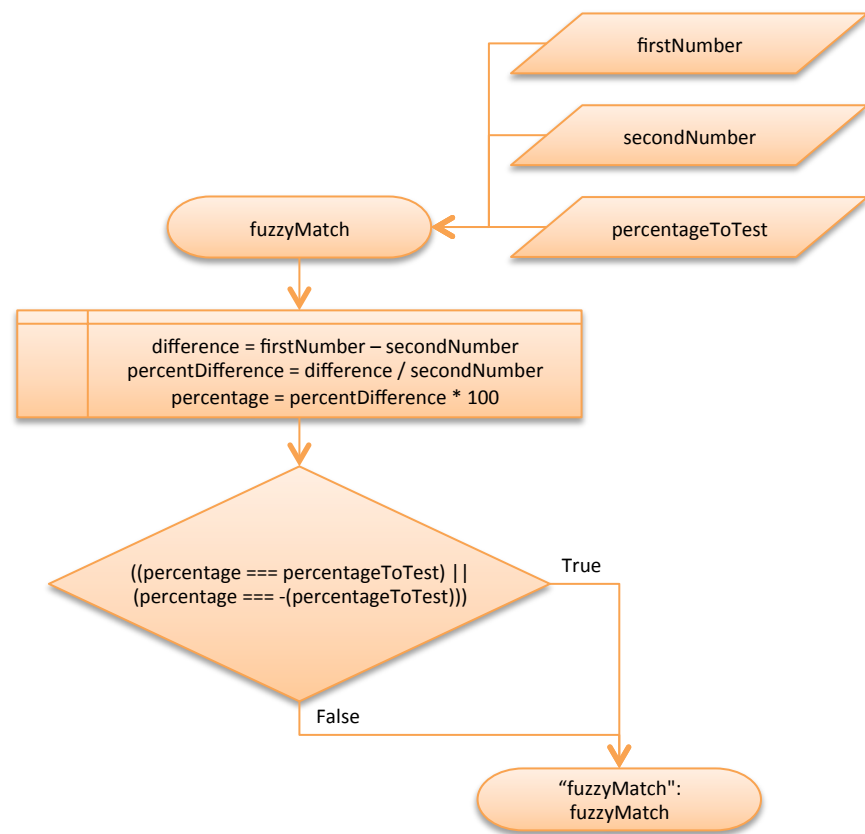 firstNumber
secondNumber
percentageToTest
fuzzyMatch
difference = firstNumber – secondNumber
percentDifference = difference / secondNumber
percentage = percentDifference * 100
((percentage === percentageToTest) ||
(percentage === -(percentageToTest)))
True
False
“fuzzyMatch":
fuzzyMatch